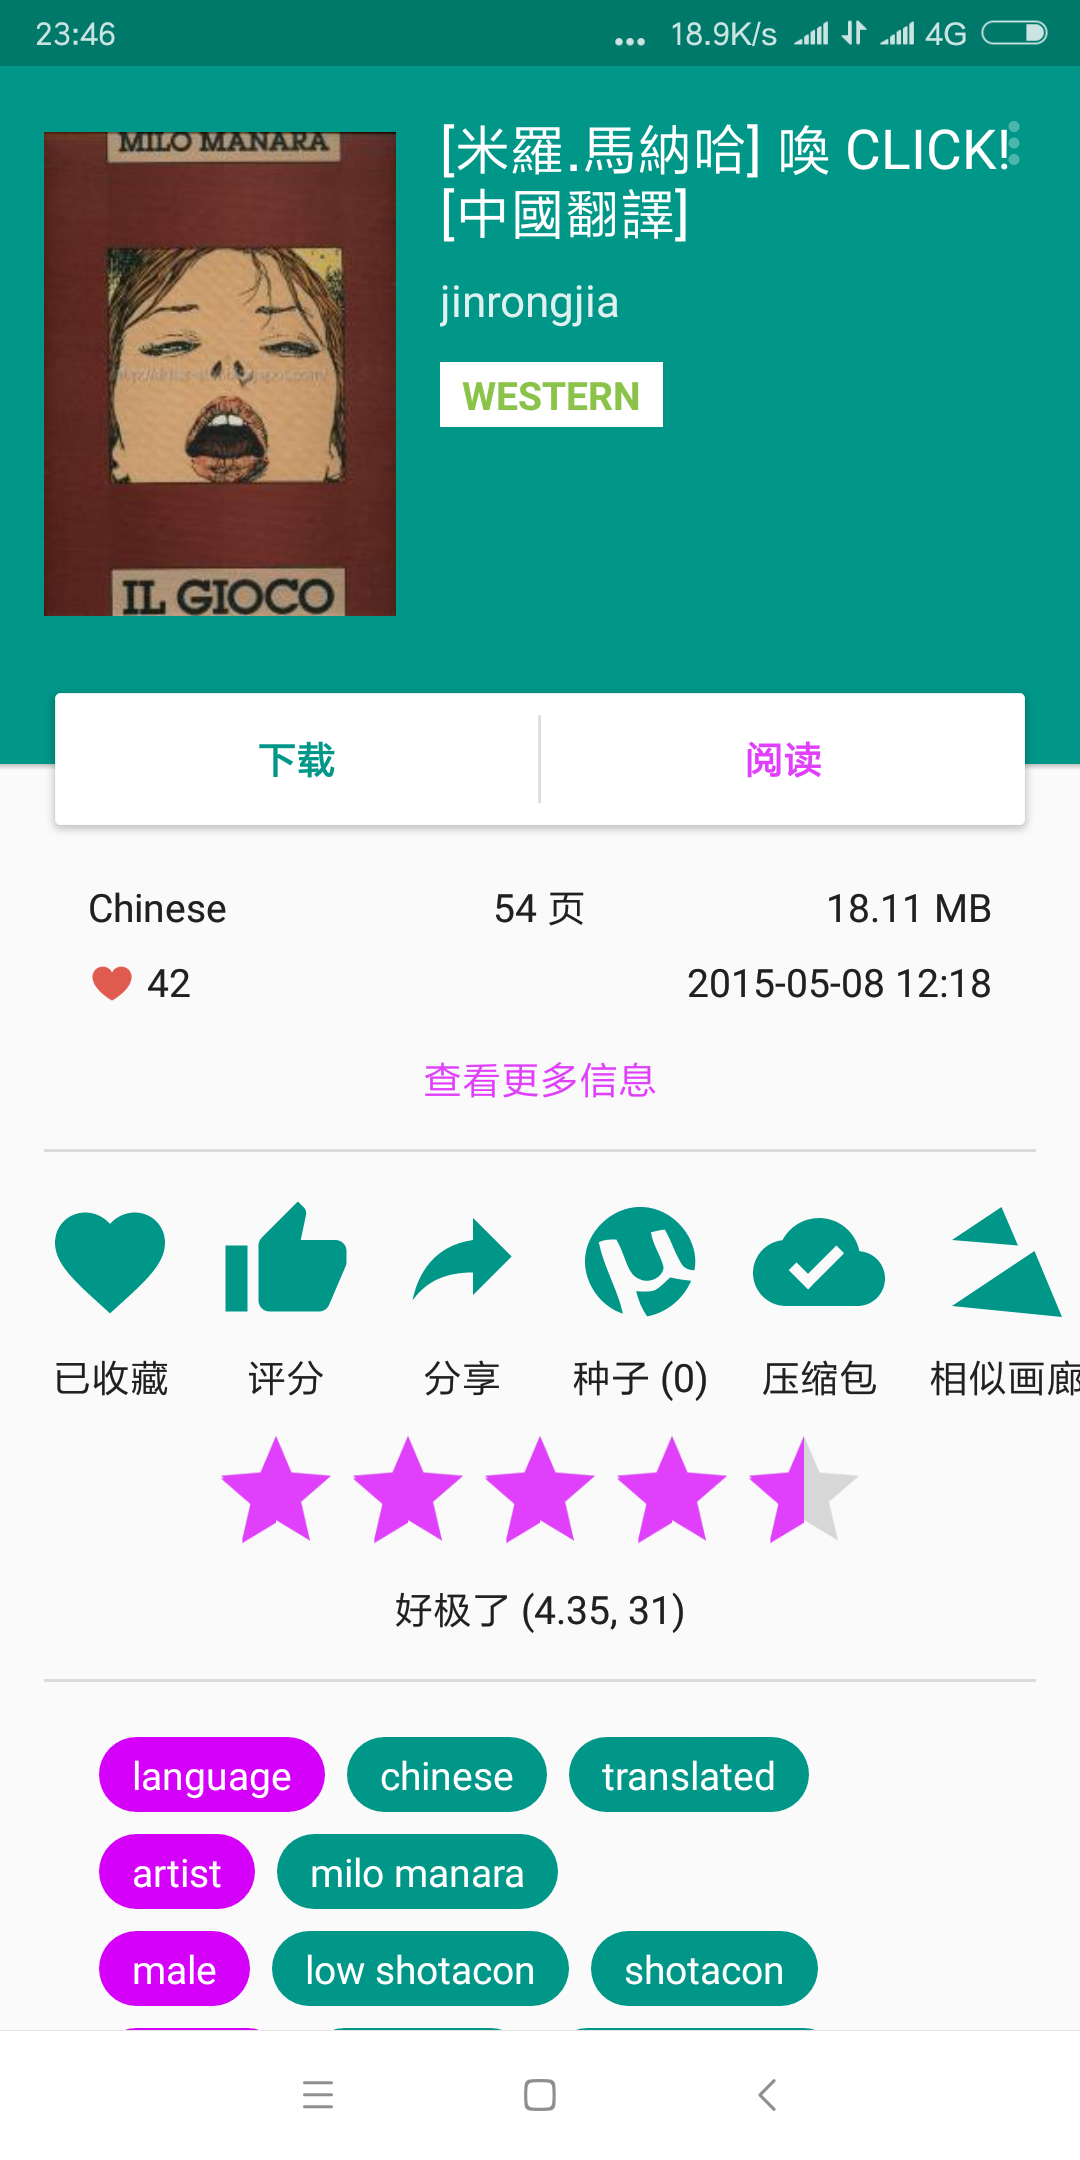 23:46
... 18.9K/s 4G
MILO MANARA
IL GIOCO
[米羅.馬納哈] 喚 CLICK!
[中國翻譯]
jinrongjia
WESTERN
下载
阅读
Chinese
54 页
18.11 MB
42
2015-05-08 12:18
查看更多信息
已收藏
评分
分享
种子 (0)
压缩包
相似画廊
好极了 (4.35, 31)
language
chinese
translated
artist
milo manara
male
low shotacon
shotacon